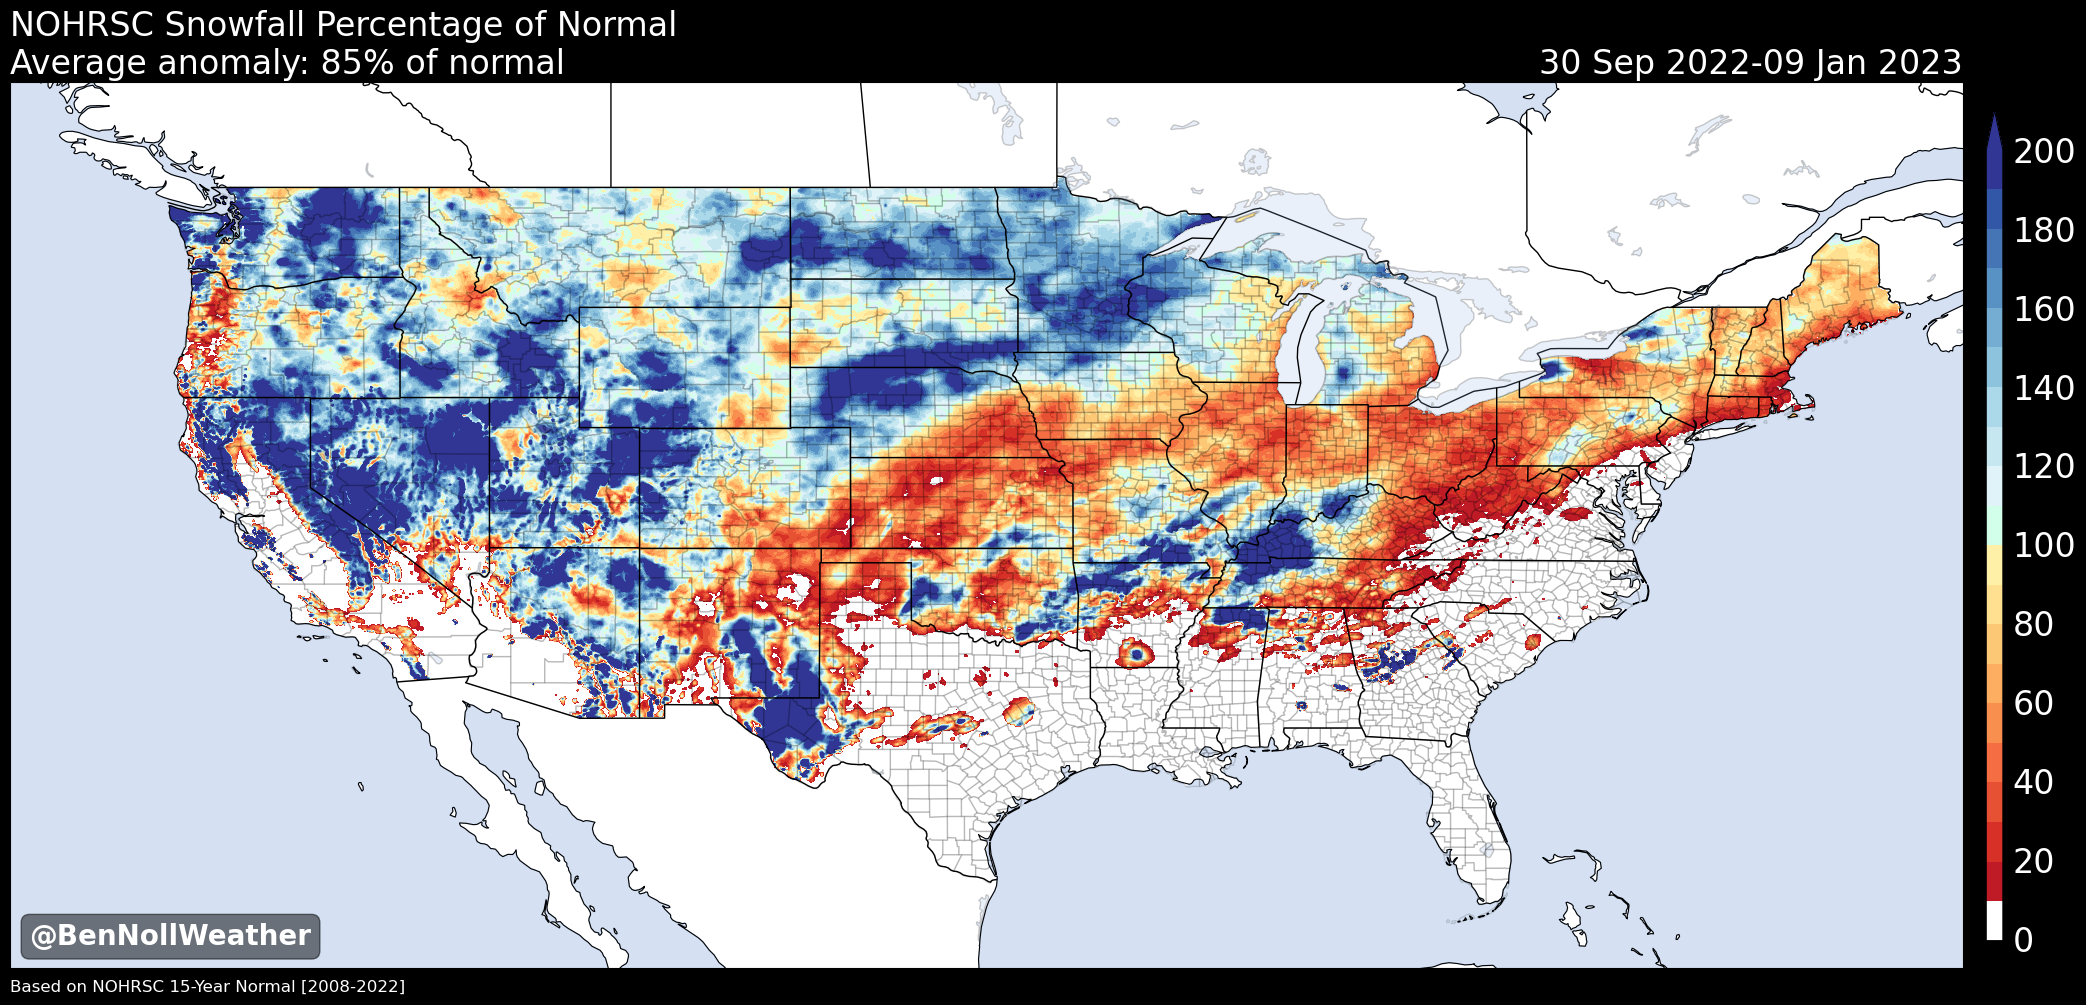 NOHRSC Snowfall Percentage of Normal
Average anomaly: 85% of normal
30 Sep 2022-09 Jan 2023
200
180
160
140
120
100
80
60
40
20
0
@BenNollWeather
Based on NOHRSC 15-Year Normal [2008-2022]